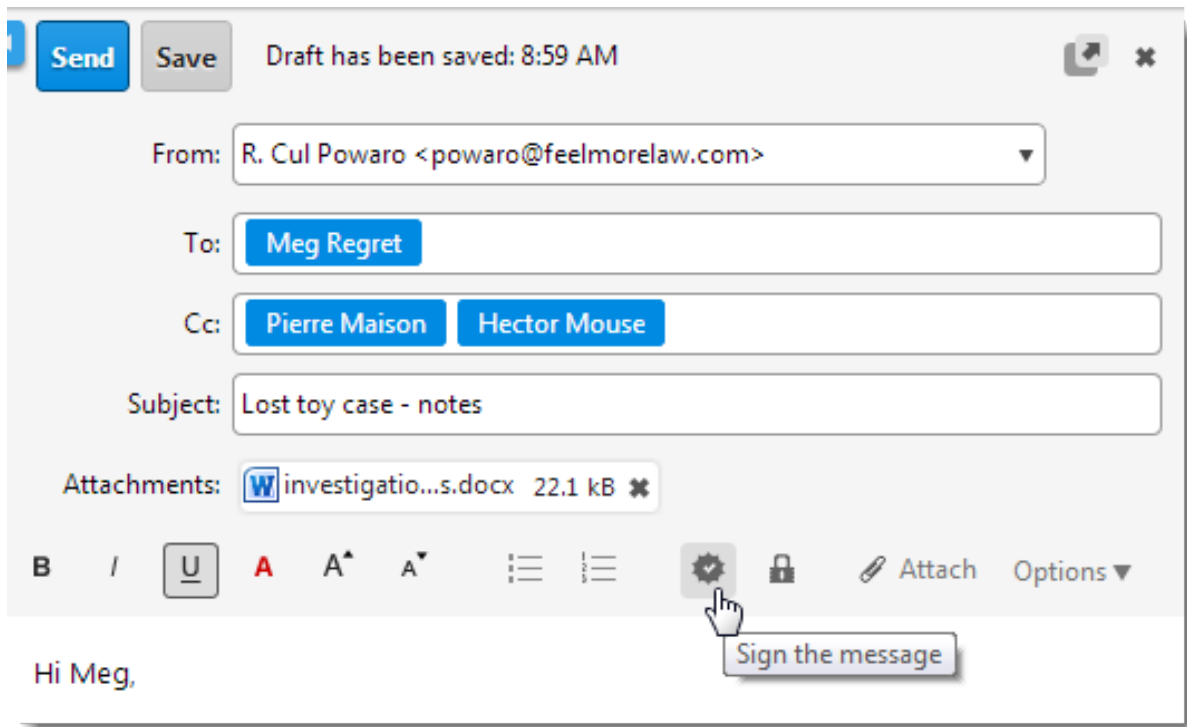 Send Save Draft has been saved: 8:59 AM
From: R. Cul Powaro <powaro@feelmorelaw.com>
To: Meg Regret
Cc: Pierre Maison Hector Mouse
Subject: Lost toy case - notes
Attachments: investigatio...s.docx 22.1 kB
B I U A A A Attach Options
Sign the message
Hi Meg,